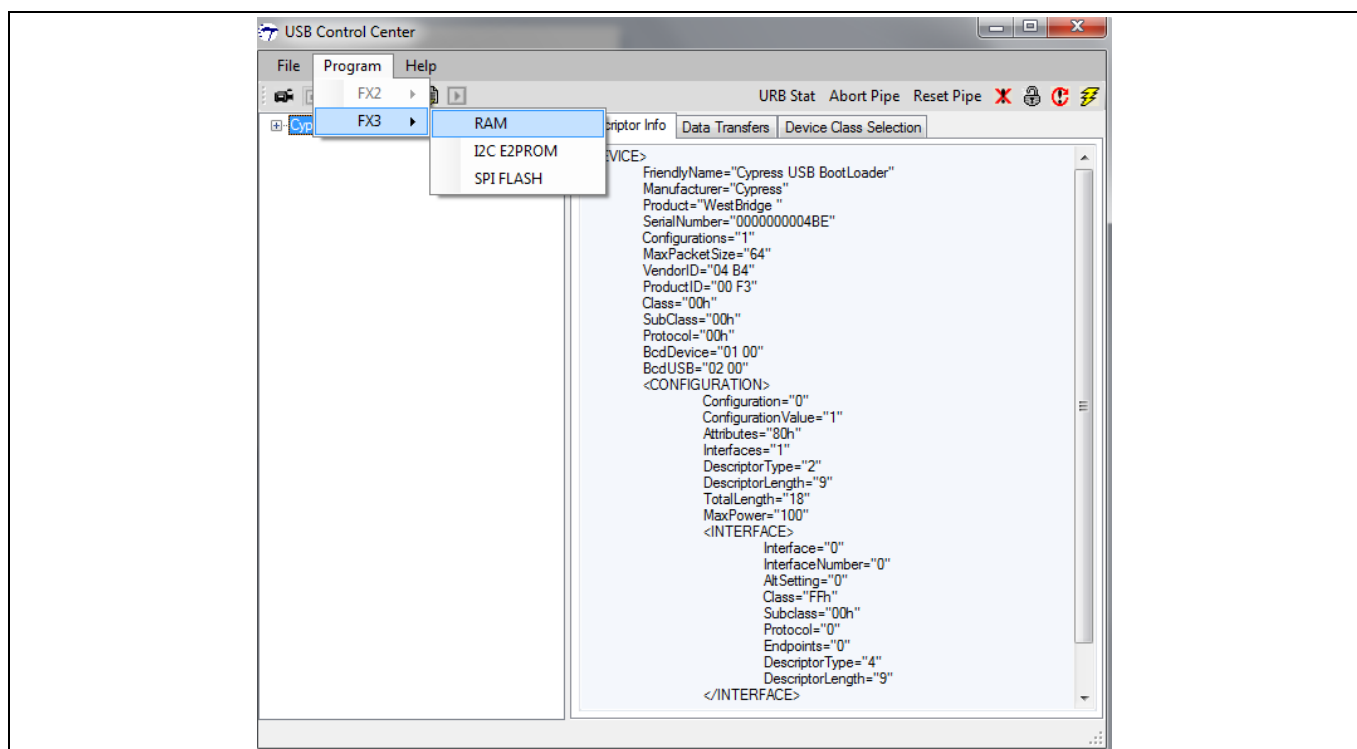 USB Control Center
File Program Help
FX2
URB Stat Abort Pipe Reset Pipe
FX3
RAM
I2C E2PROM
SPI FLASH
Cyp
criptor Info Data Transfers Device Class Selection
EVICE>
FriendlyName="Cypress USB BootLoader"
Manufacturer="Cypress"
Product="WestBridge "
SerialNumber="0000000004BE"
Configurations="1"
MaxPacketSize="64"
VendorID="04 B4"
ProductID="00 F3"
Class="00h"
SubClass="00h"
Protocol="00h"
BcdDevice="01 00"
BcdUSB="02 00"
<CONFIGURATION>
Configuration="0"
ConfigurationValue="1"
Attributes="80h"
Interfaces="1"
DescriptorType="2"
DescriptorLength="9"
TotalLength="18"
MaxPower="100"
<INTERFACE>
Interface="0"
InterfaceNumber="0"
AltSetting="0"
Class="FFh"
Subclass="00h"
Protocol="0"
Endpoints="0"
DescriptorType="4"
DescriptorLength="9"
</INTERFACE>